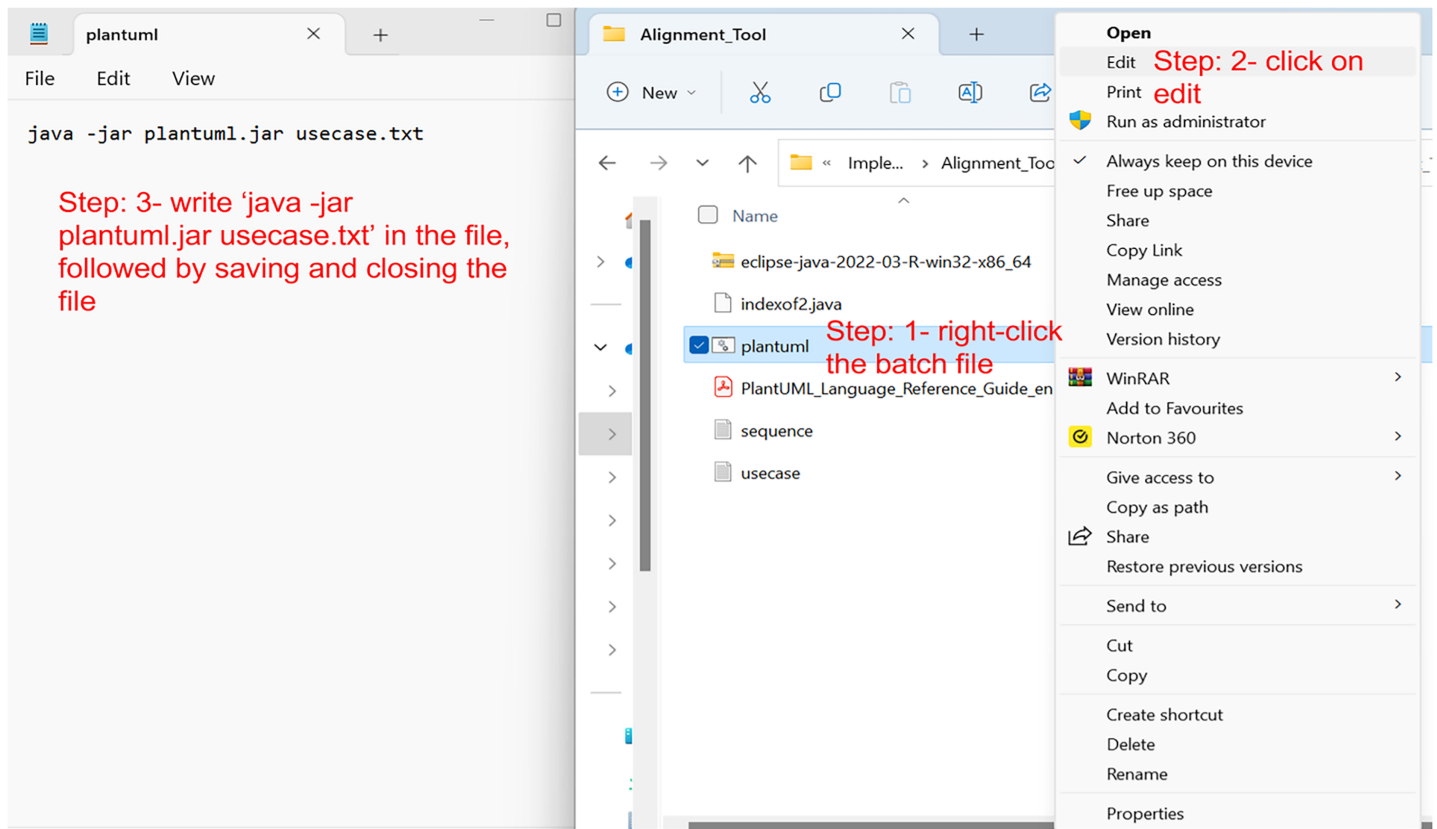 plantuml
File Edit View
java -jar plantuml.jar usecase.txt
Step: 3- write ‘java -jar
plantuml.jar usecase.txt’ in the file,
followed by saving and closing the
file
Alignment_Tool
New
« Imple... > Alignment_Too
Name
eclipse-java-2022-03-R-win32-x86_64
indexof2.java
plantuml
Step: 1- right-click
the batch file
PlantUML_Language_Reference_Guide_en
sequence
usecase
Open
Edit
Step: 2- click on
edit
Print
Run as administrator
Always keep on this device
Free up space
Share
Copy Link
Manage access
View online
Version history
WinRAR
Add to Favourites
Norton 360
Give access to
Copy as path
Share
Restore previous versions
Send to
Cut
Copy
Create shortcut
Delete
Rename
Properties